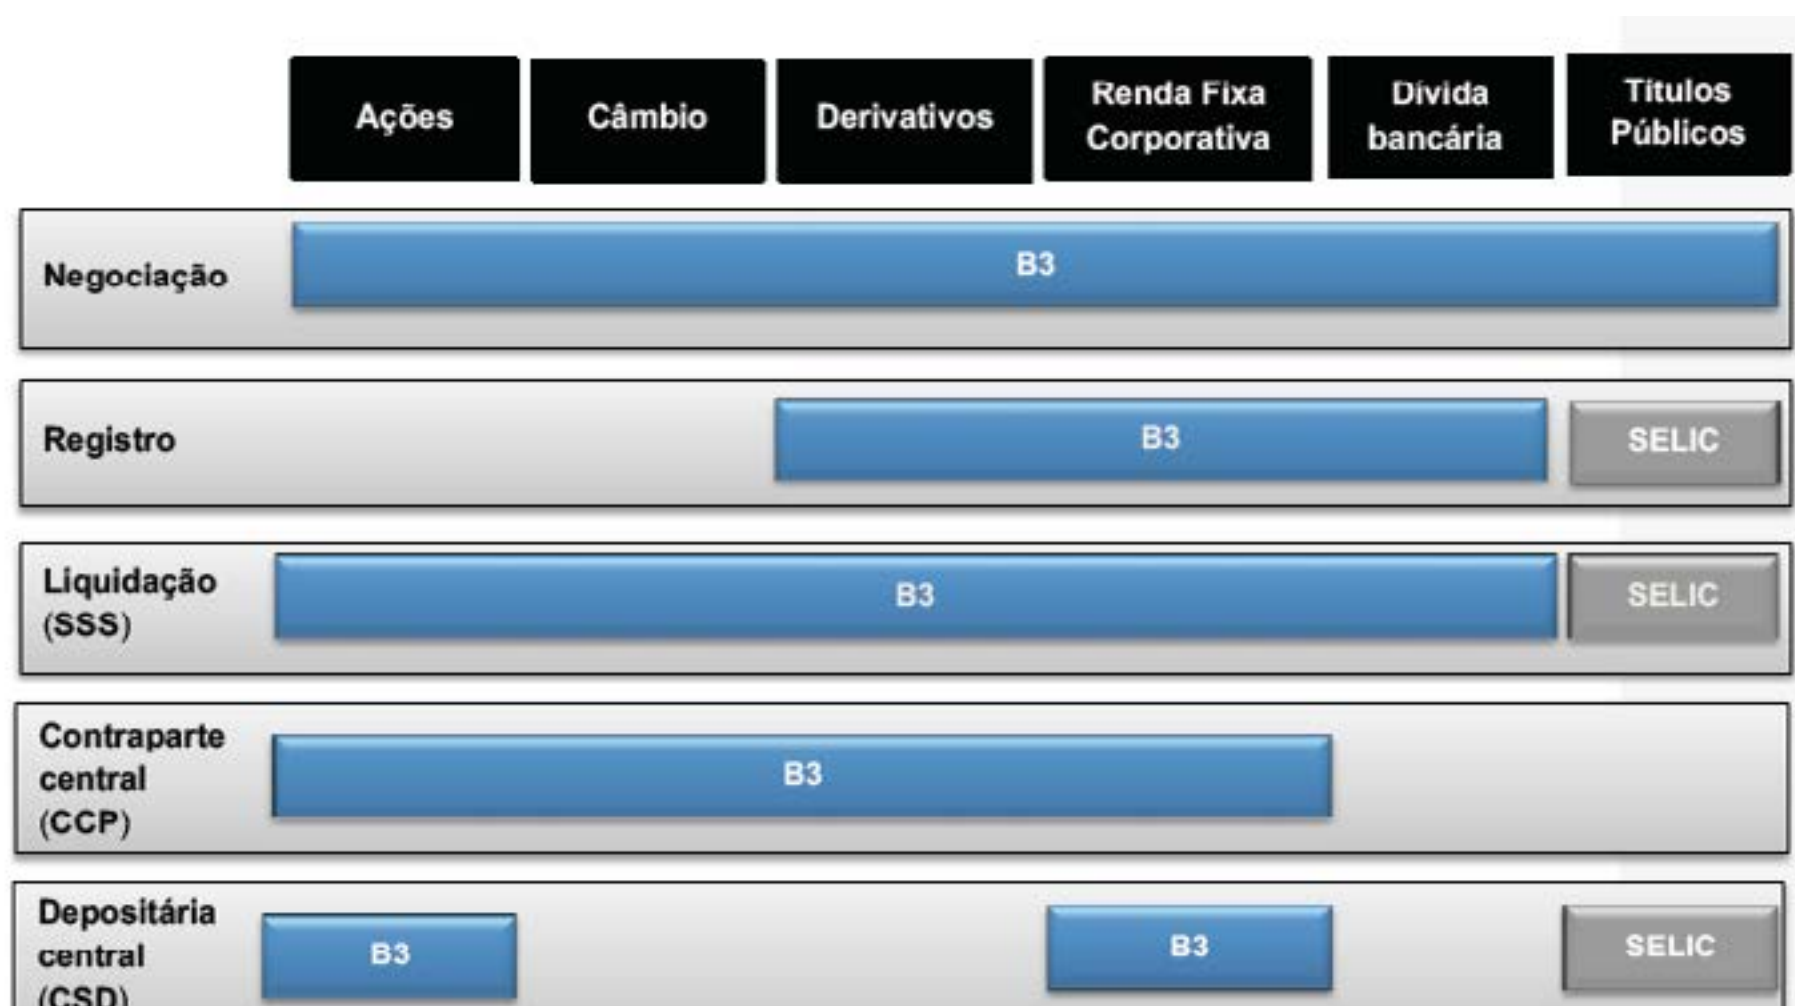 Ações
Câmbio
Derivativos
Renda Fixa
Corporativa
Dívida
bancária
Títulos
Públicos
Negociação
B3
Registro
B3
SELIC
Liquidação
(SSS)
B3
SELIC
Contraparte
central
(CCP)
B3
Depositária
central
(CSD)
B3
B3
SELIC